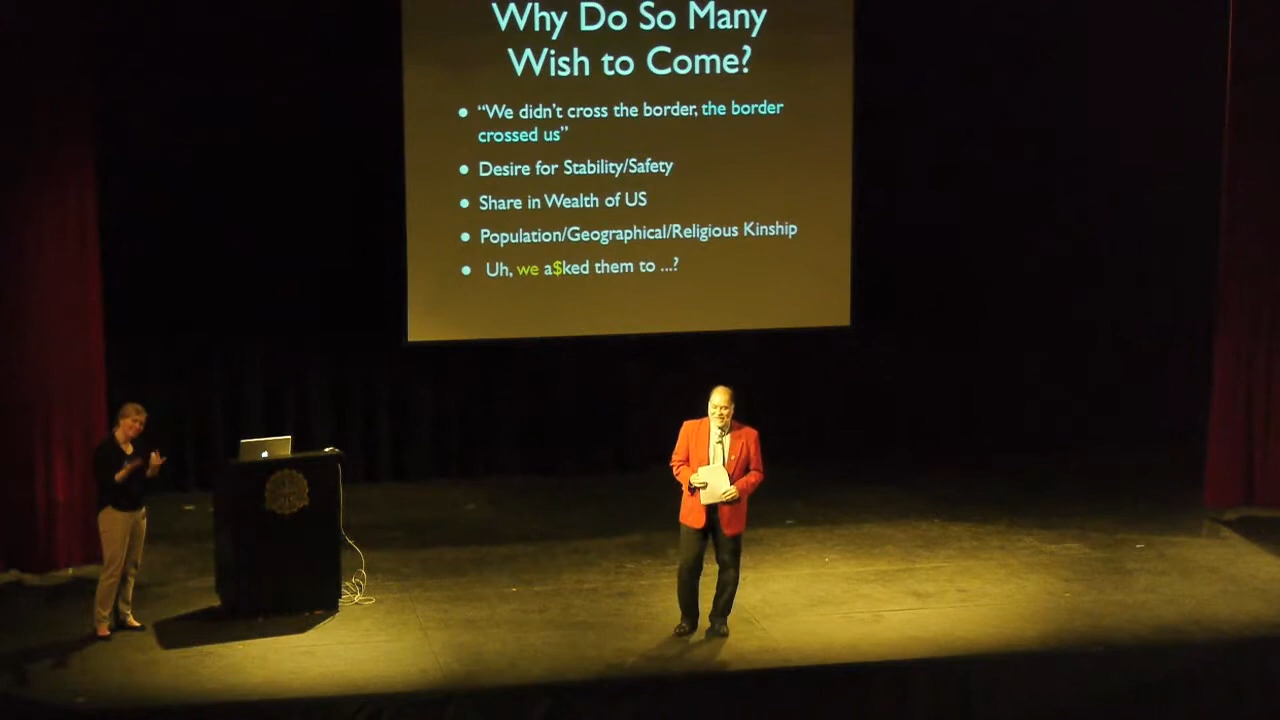 Why Do So Many
Wish to Come?
• “We didn’t cross the border, the border
crossed us”
• Desire for Stability/Safety
• Share in Wealth of US
• Population/Geographical/Religious Kinship
• Uh, we a$ked them to ...?